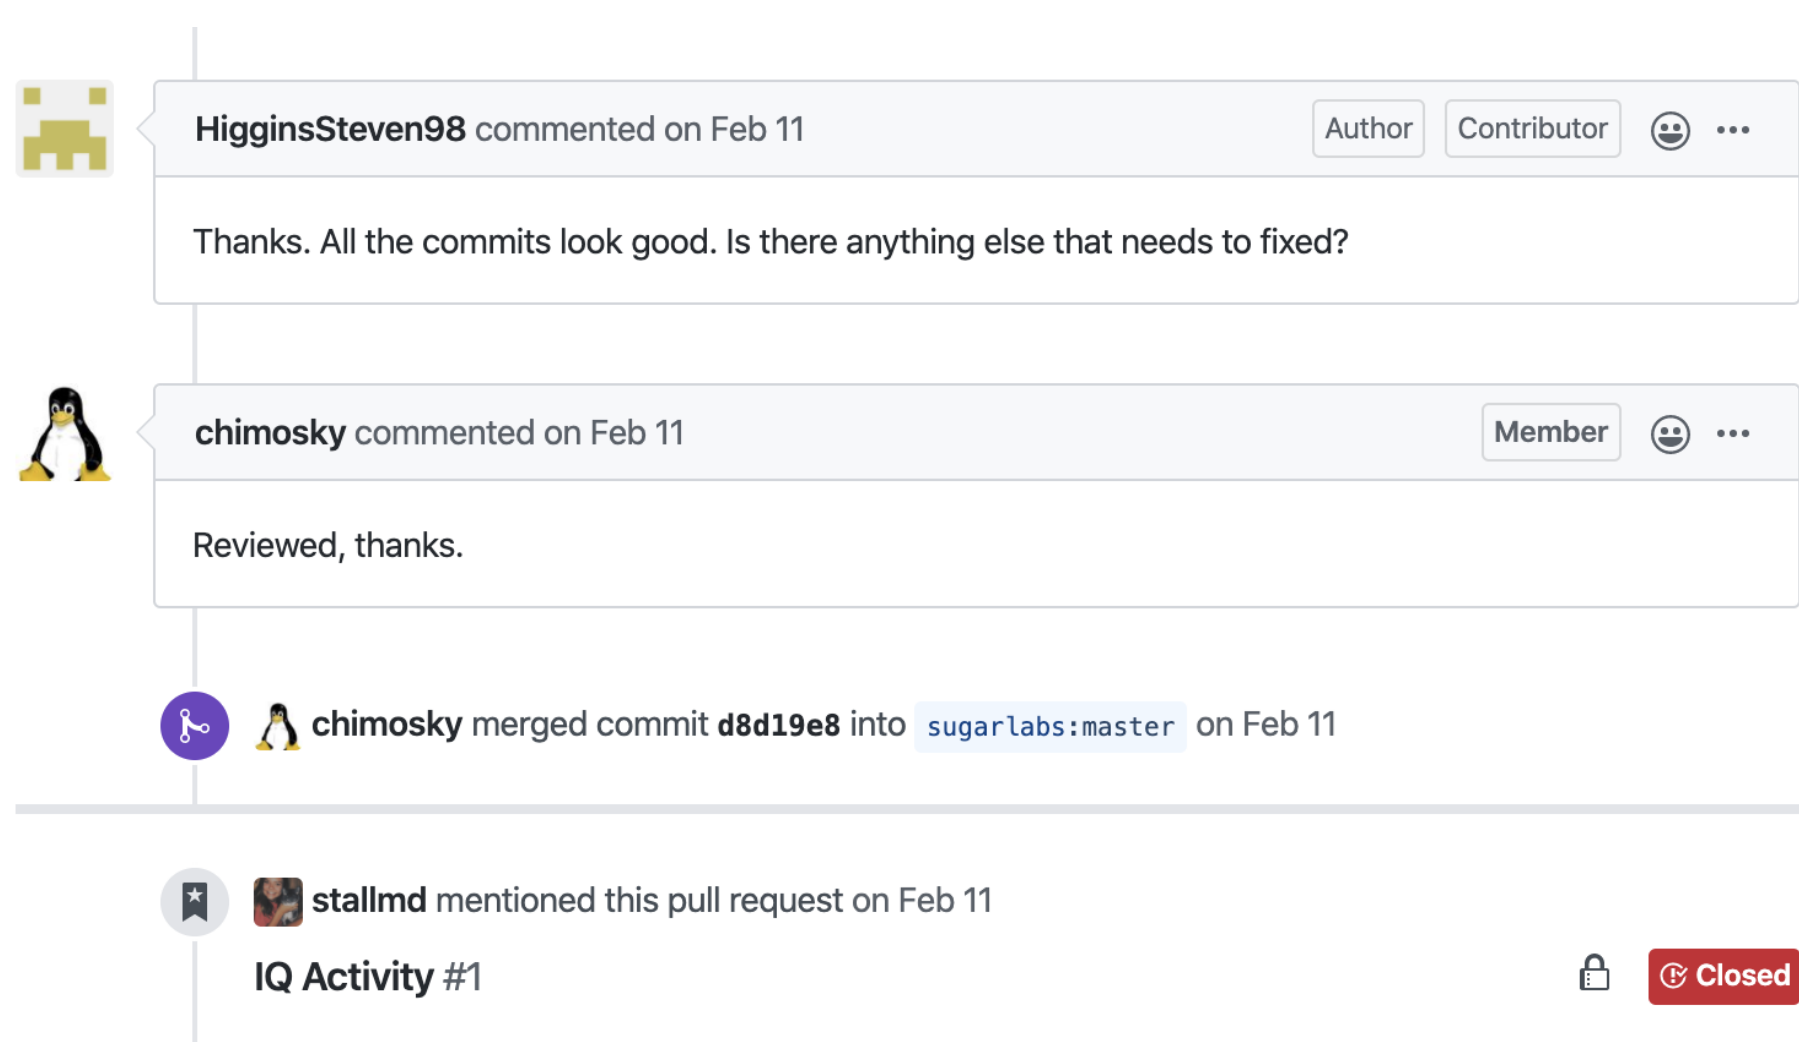 HigginsSteven98 commented on Feb 11 Author Contributor
Thanks. All the commits look good. Is there anything else that needs to fixed?
chimosky commented on Feb 11 Member
Reviewed, thanks.
chimosky merged commit d8d19e8 into sugarlabs:master on Feb 11
stallmd mentioned this pull request on Feb 11
IQ Activity #1 Closed